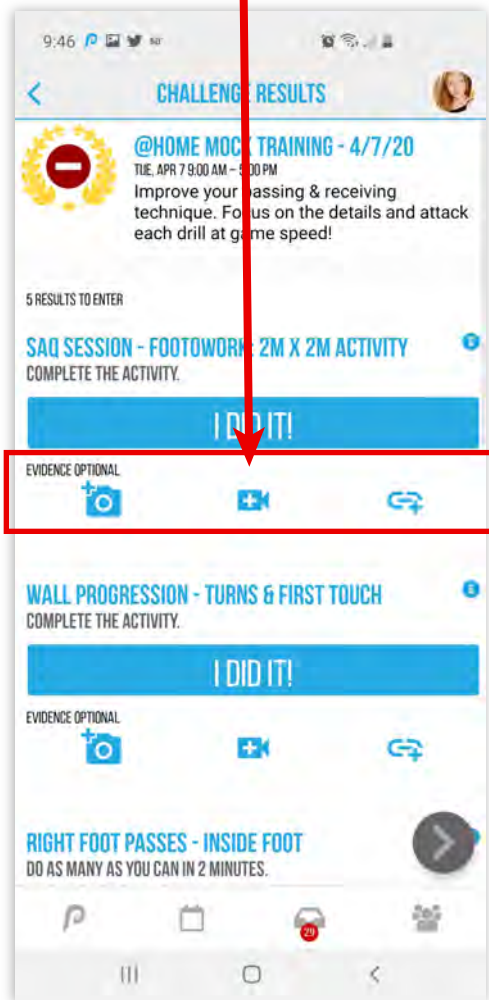 9:46
CHALLENGE RESULTS
@HOME MOCK TRAINING - 4/7/20
TUE, APR 7 9:00 AM – 5:00 PM
Improve your passing & receiving
technique. Focus on the details and attack
each drill at game speed!
5 RESULTS TO ENTER
SAQ SESSION - FOOTOWORK: 2M X 2M ACTIVITY
COMPLETE THE ACTIVITY.
I DID IT!
EVIDENCE OPTIONAL
WALL PROGRESSION - TURNS & FIRST TOUCH
COMPLETE THE ACTIVITY.
I DID IT!
EVIDENCE OPTIONAL
RIGHT FOOT PASSES - INSIDE FOOT
DO AS MANY AS YOU CAN IN 2 MINUTES.
29